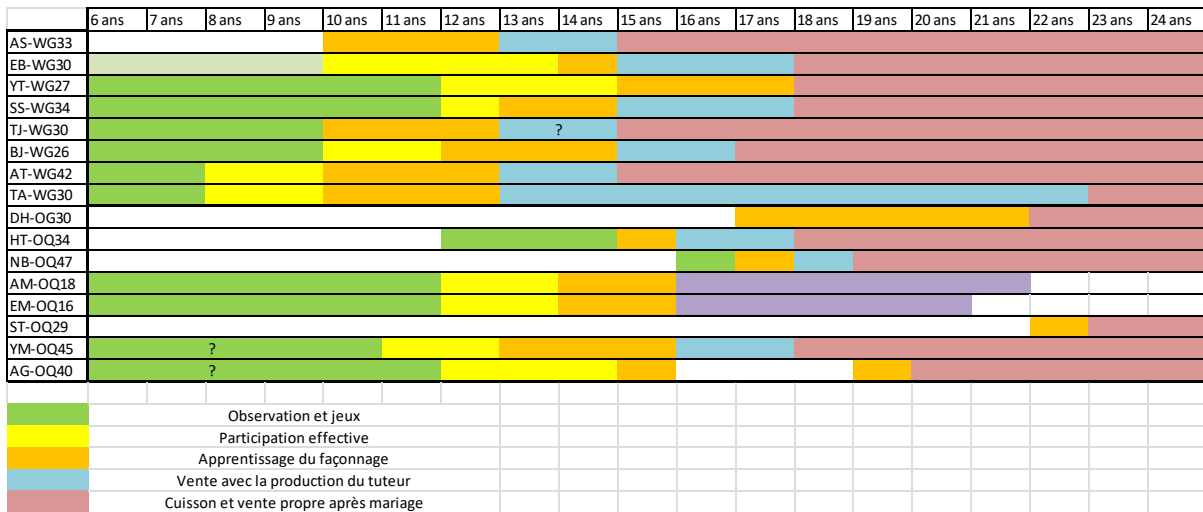 6 ans 7 ans 8 ans 9 ans 10 ans 11 ans 12 ans 13 ans 14 ans 15 ans 16 ans 17 ans 18 ans 19 ans 20 ans 21 ans 22 ans 23 ans 24 ans
AS-WG33
EB-WG30
YT-WG27
SS-WG34
TJ-WG30 ?
BJ-WG26
AT-WG42
TA-WG30
DH-OG30
HT-OQ34
NB-OQ47
AM-OQ18
EM-OQ16
ST-OQ29
YM-OQ45 ?
AG-OQ40 ?
Observation et jeux
Participation effective
Apprentissage du façonnage
Vente avec la production du tuteur
Cuisson et vente propre après mariage